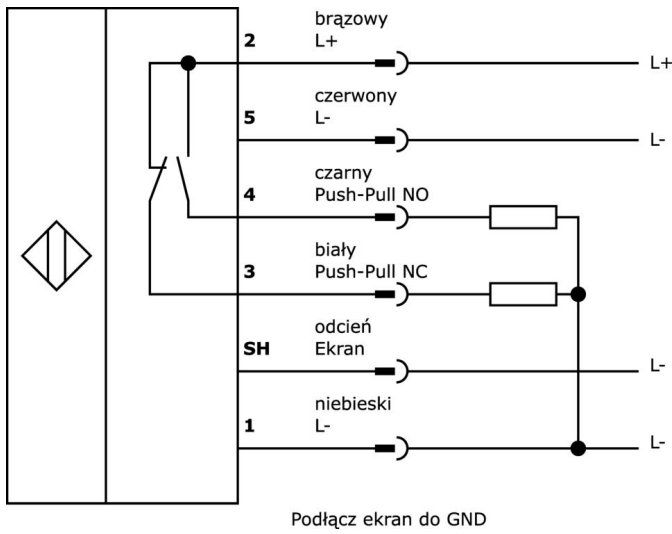 brązowy
2 L+
L+
czerwony
5 L-
L-
czarny
4 Push-Pull NO
biały
3 Push-Pull NC
odcień
SH Ekran
L-
niebieski
1 L-
L-
Podłącz ekran do GND